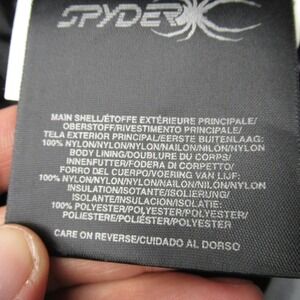 SPYDER
MAIN SHELL/ÉTOFFE EXTÉRIEURE PRINCIPALE/
OBERSTOFF/RIVESTIMENTO PRINCIPALE/
TELA EXTERIOR PRINCIPAL/EERSTE BUITENLAAG:
100% NYLON/NYLON/NYLON/NAILON/NILON/NYLON
BODY LINING/DOUBLURE DU CORPS/
INNENFUTTER/FODERA DI CORPETTO/
FORRO DEL CUERPO/VOERING VAN LIJF:
100% NYLON/NYLON/NYLON/NAILON/NILON/NYLON
INSULATION/ISOTANTE/ISOLIERUNG/
ISOLANTE/INSULACION/ISOLATIE:
100% POLYESTER/POLYESTER/POLYESTER/
POLIESTERE/POLIÉSTER/POLYESTER
CARE ON REVERSE/CUIDADO AL DORSO